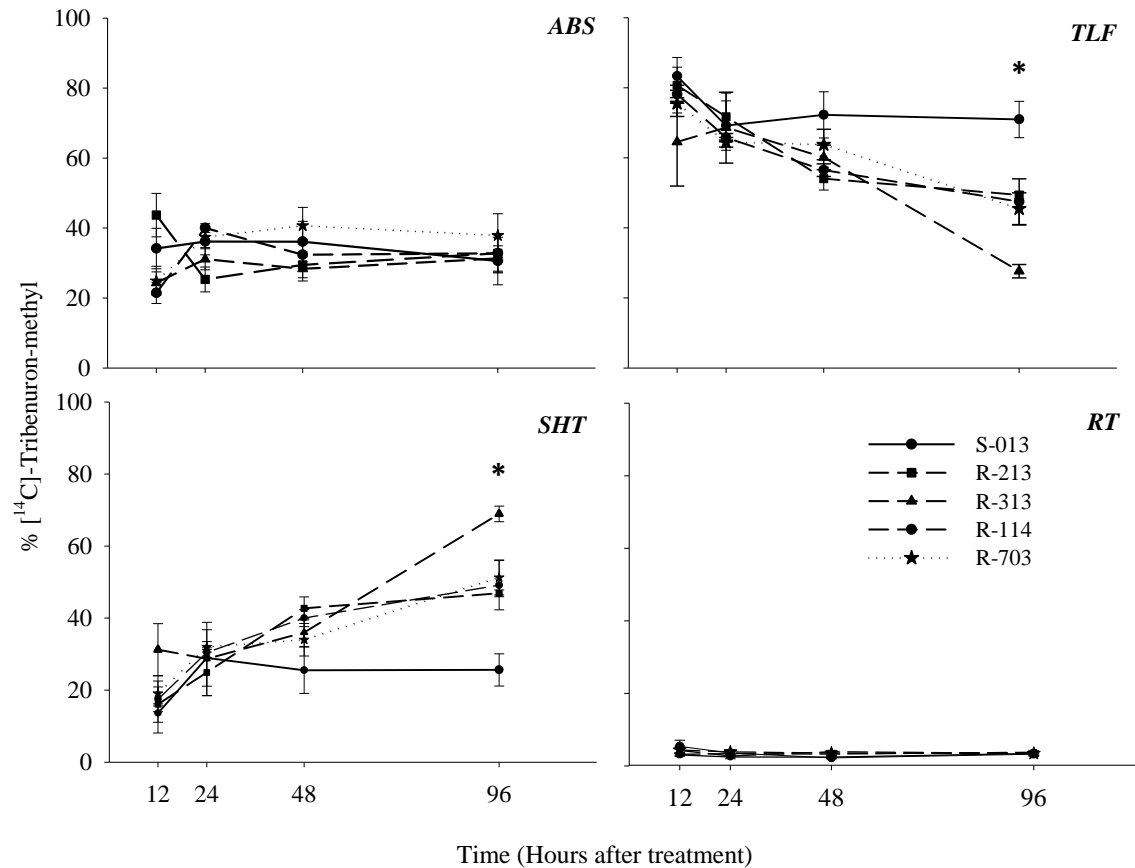 % [¹⁴C]-Tribenuron-methyl
100
80
60
40
20
0
ABS
TLF
*
100
80
60
40
20
0
SHT
*
12
24
48
96
RT
S-013
R-213
R-313
R-114
R-703
12
24
48
96
Time (Hours after treatment)